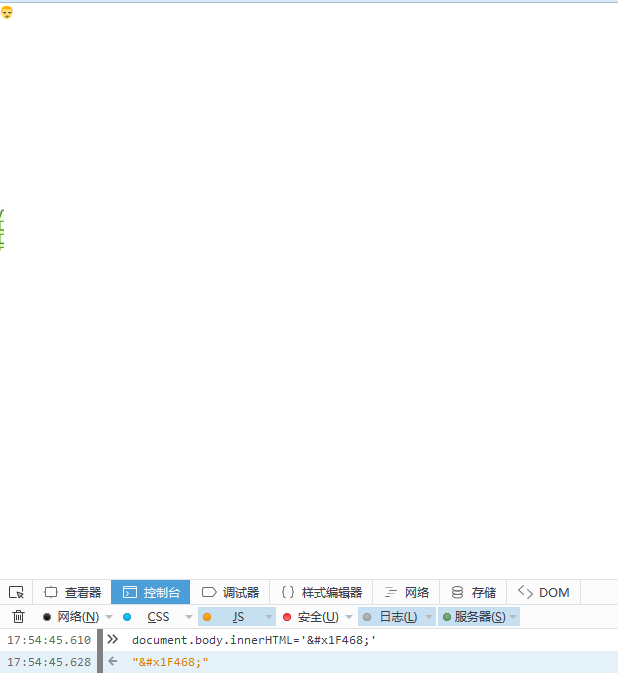 查看器 控制台 调试器 {} 样式编辑器 网络 存储 DOM
网络(N) CSS JS 安全(U) 日志(L) 服务器(S)
17:54:45.610 document.body.innerHTML='&#x1F468;'
17:54:45.628 "&#x1F468;"